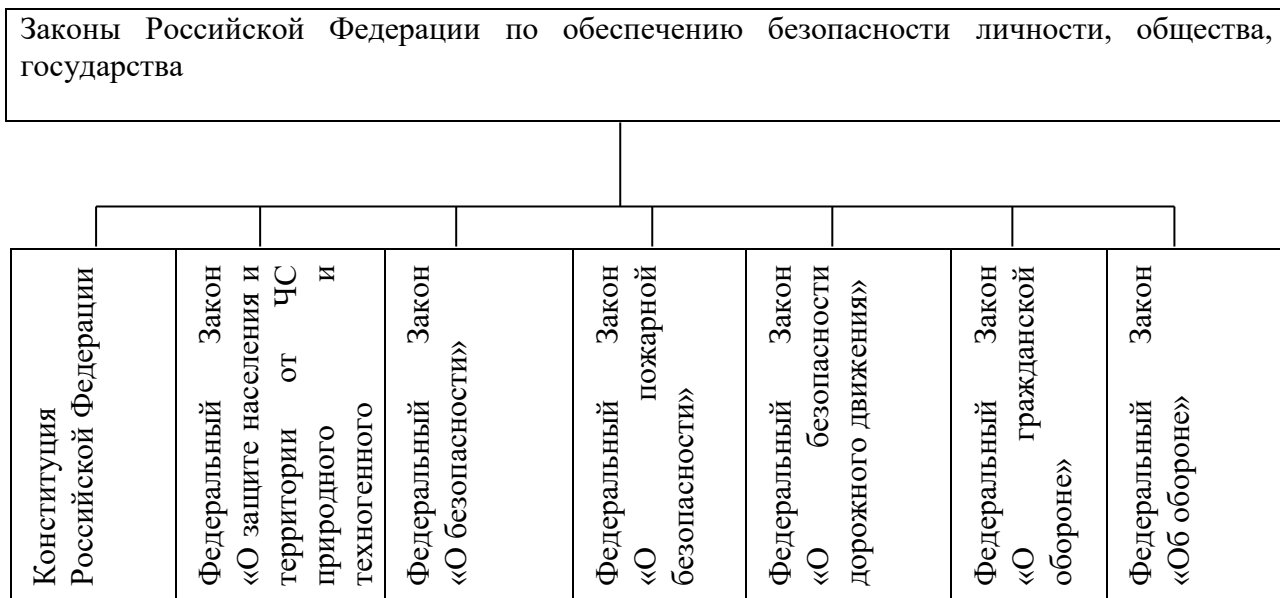 Законы Российской Федерации по обеспечению безопасности личности, общества,
государства
Конституция
Российской Федерации
Федеральный Закон
«О защите населения и
территории от ЧС
природного и
техногенного
Федеральный Закон
«О безопасности»
Федеральный Закон
«О пожарной
безопасности»
Федеральный Закон
«О безопасности
дорожного движения»
Федеральный Закон
«О гражданской
обороне»
Федеральный Закон
«Об обороне»